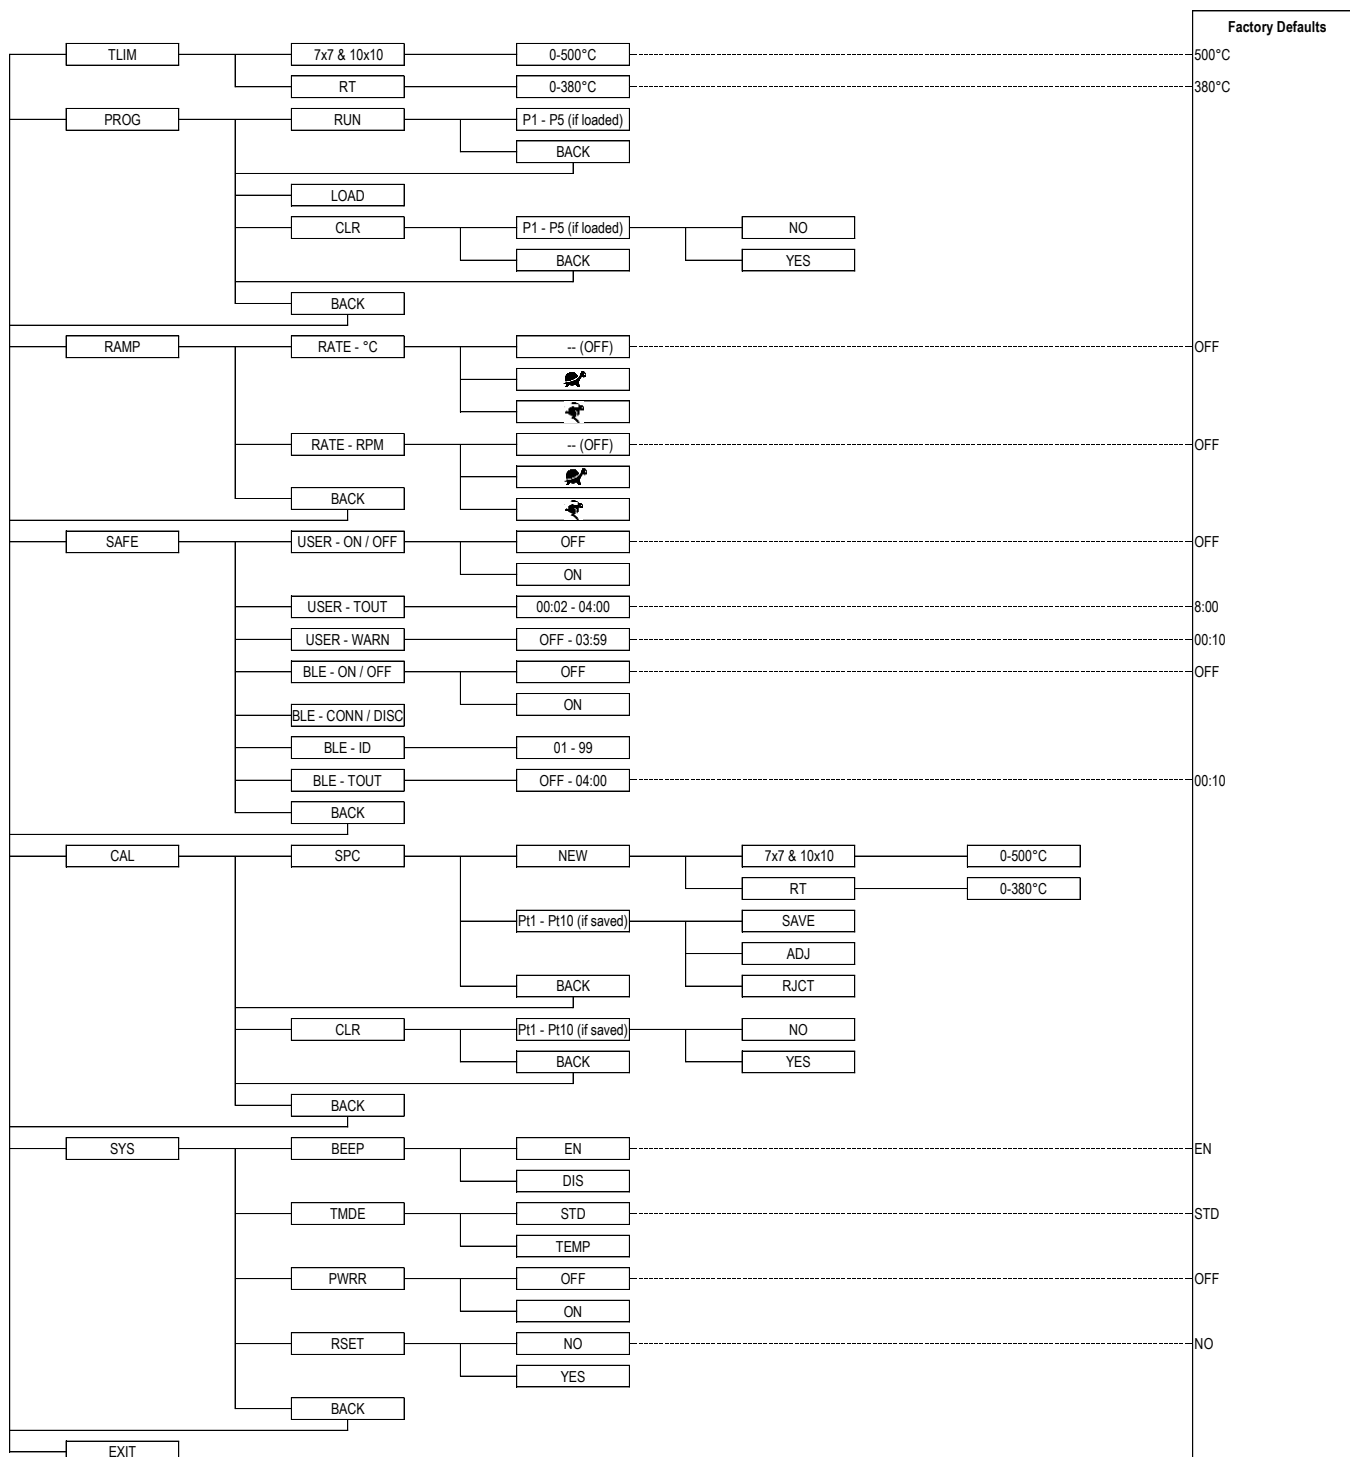 Factory Defaults
TLIM 7x7 & 10x10 0-500°C 500°C
RT 0-380°C 380°C
PROG RUN P1 - P5 (if loaded)
BACK
LOAD
CLR P1 - P5 (if loaded) NO
BACK YES
BACK
RAMP RATE - °C -- (OFF) OFF
RATE - RPM -- (OFF) OFF
BACK
SAFE USER - ON / OFF OFF OFF
ON
USER - TOUT 00:02 - 04:00 8:00
USER - WARN OFF - 03:59 00:10
BLE - ON / OFF OFF OFF
ON
BLE - CONN / DISC
BLE - ID 01 - 99
BLE - TOUT OFF - 04:00 00:10
BACK
CAL SPC NEW 7x7 & 10x10 0-500°C
RT 0-380°C
Pt1 - Pt10 (if saved) SAVE
ADJ
BACK RJCT
CLR Pt1 - Pt10 (if saved) NO
BACK YES
BACK
SYS BEEP EN EN
DIS
TMDE STD STD
TEMP
PWRR OFF OFF
ON
RSET NO NO
YES
BACK
EXIT